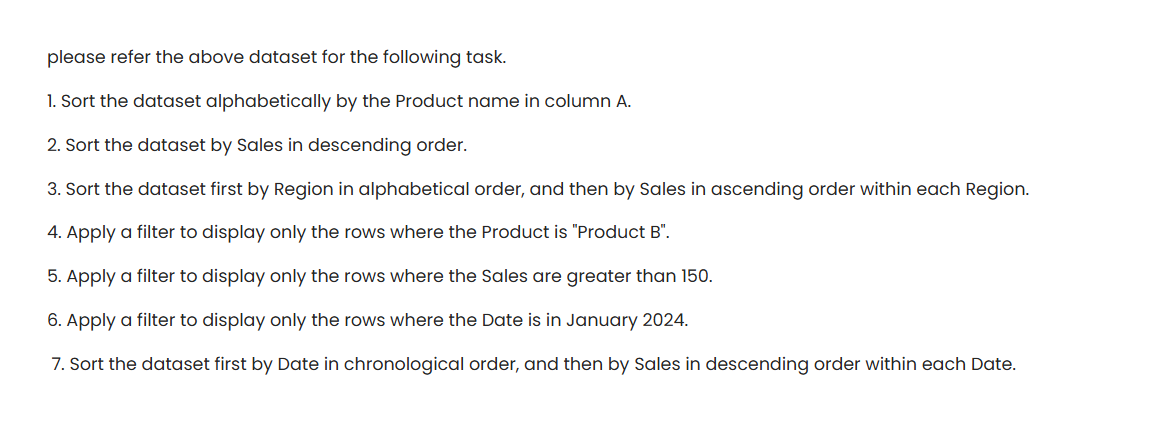 please refer the above dataset for the following task.
1. Sort the dataset alphabetically by the Product name in column A.
2. Sort the dataset by Sales in descending order.
3. Sort the dataset first by Region in alphabetical order, and then by Sales in ascending order within each Region.
4. Apply a filter to display only the rows where the Product is "Product B".
5. Apply a filter to display only the rows where the Sales are greater than 150.
6. Apply a filter to display only the rows where the Date is in January 2024.
7. Sort the dataset first by Date in chronological order, and then by Sales in descending order within each Date.